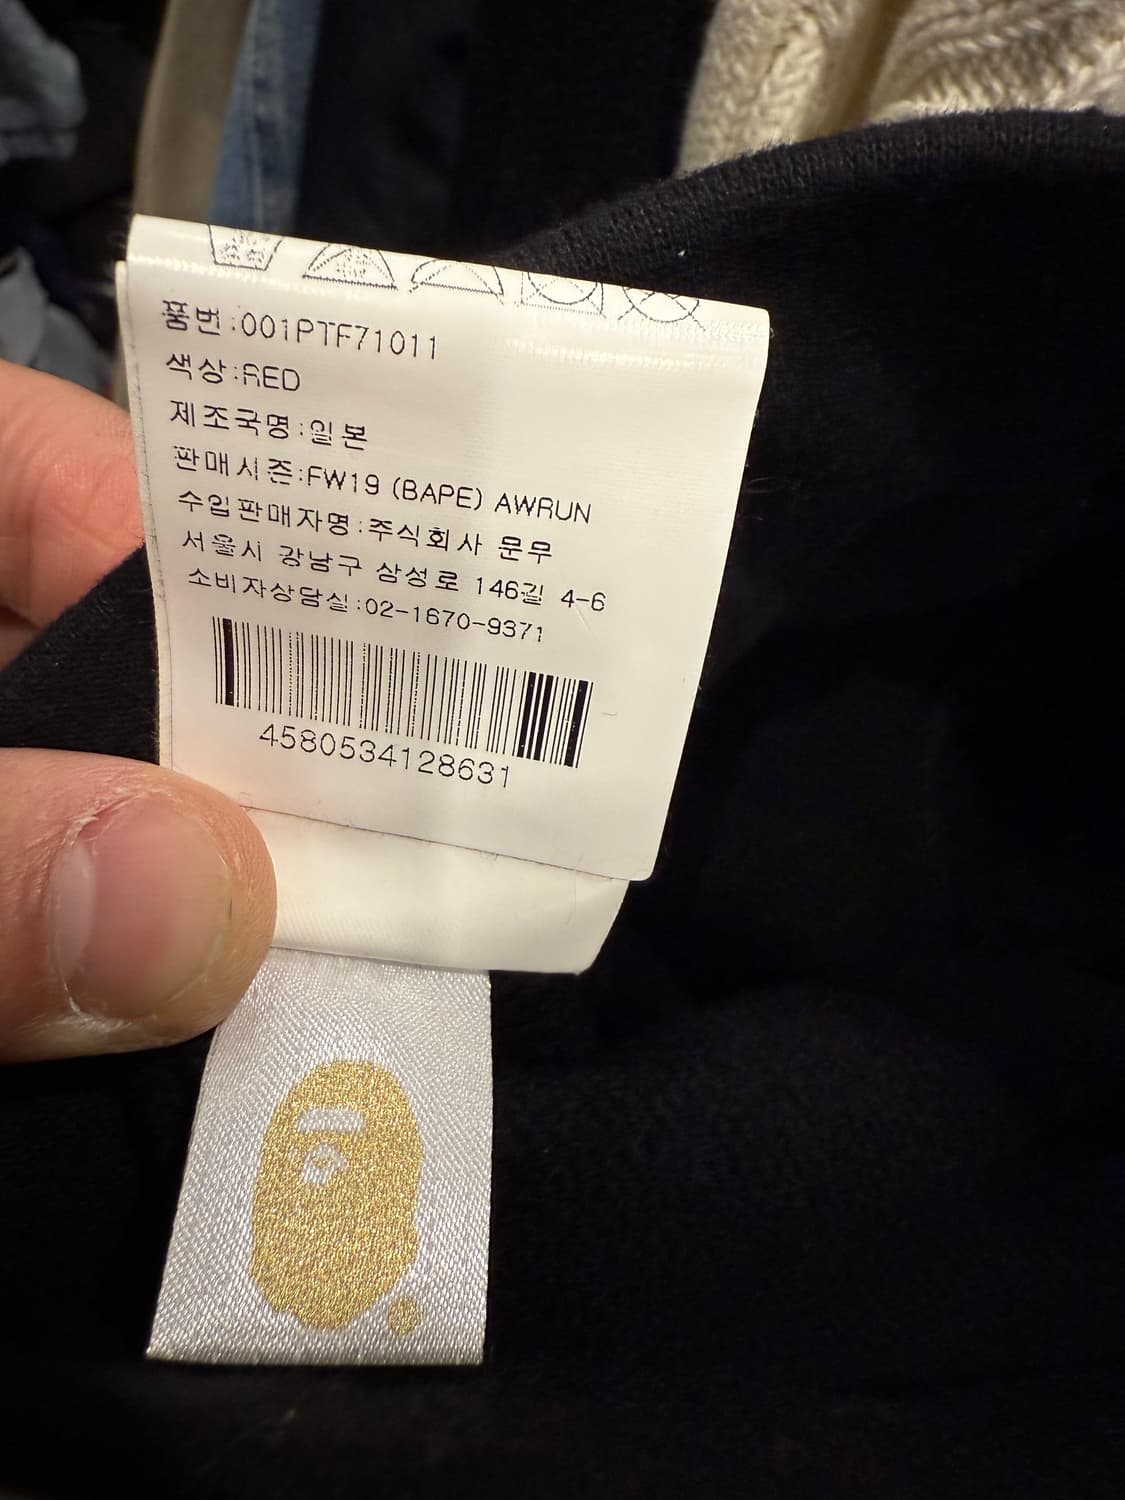 품번:001PTF71011
색상:RED
제조국명:일본
판매시즌:FW19 (BAPE) AWRUN
수입판매자명:주식회사 문무
서울시 강남구 삼성로 146길 4-6
소비자상담실:02-1670-9371
4580534128631